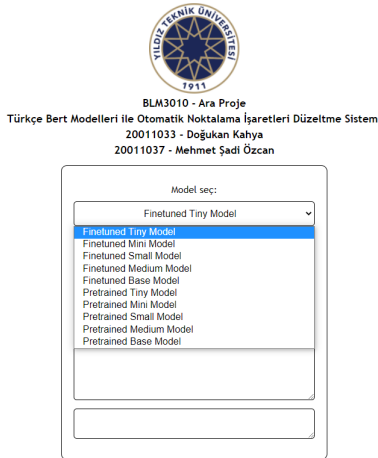 YILDIZ TEKNİK ÜNİVERSİTESİ
1911
BLM3010 - Ara Proje
Türkçe Bert Modelleri ile Otomatik Noktalama İşaretleri Düzeltme Sistem
20011033 - Doğukan Kahya
20011037 - Mehmet Şadi Özcan
Model seç:
Finetuned Tiny Model
Finetuned Tiny Model
Finetuned Mini Model
Finetuned Small Model
Finetuned Medium Model
Finetuned Base Model
Pretrained Tiny Model
Pretrained Mini Model
Pretrained Small Model
Pretrained Medium Model
Pretrained Base Model